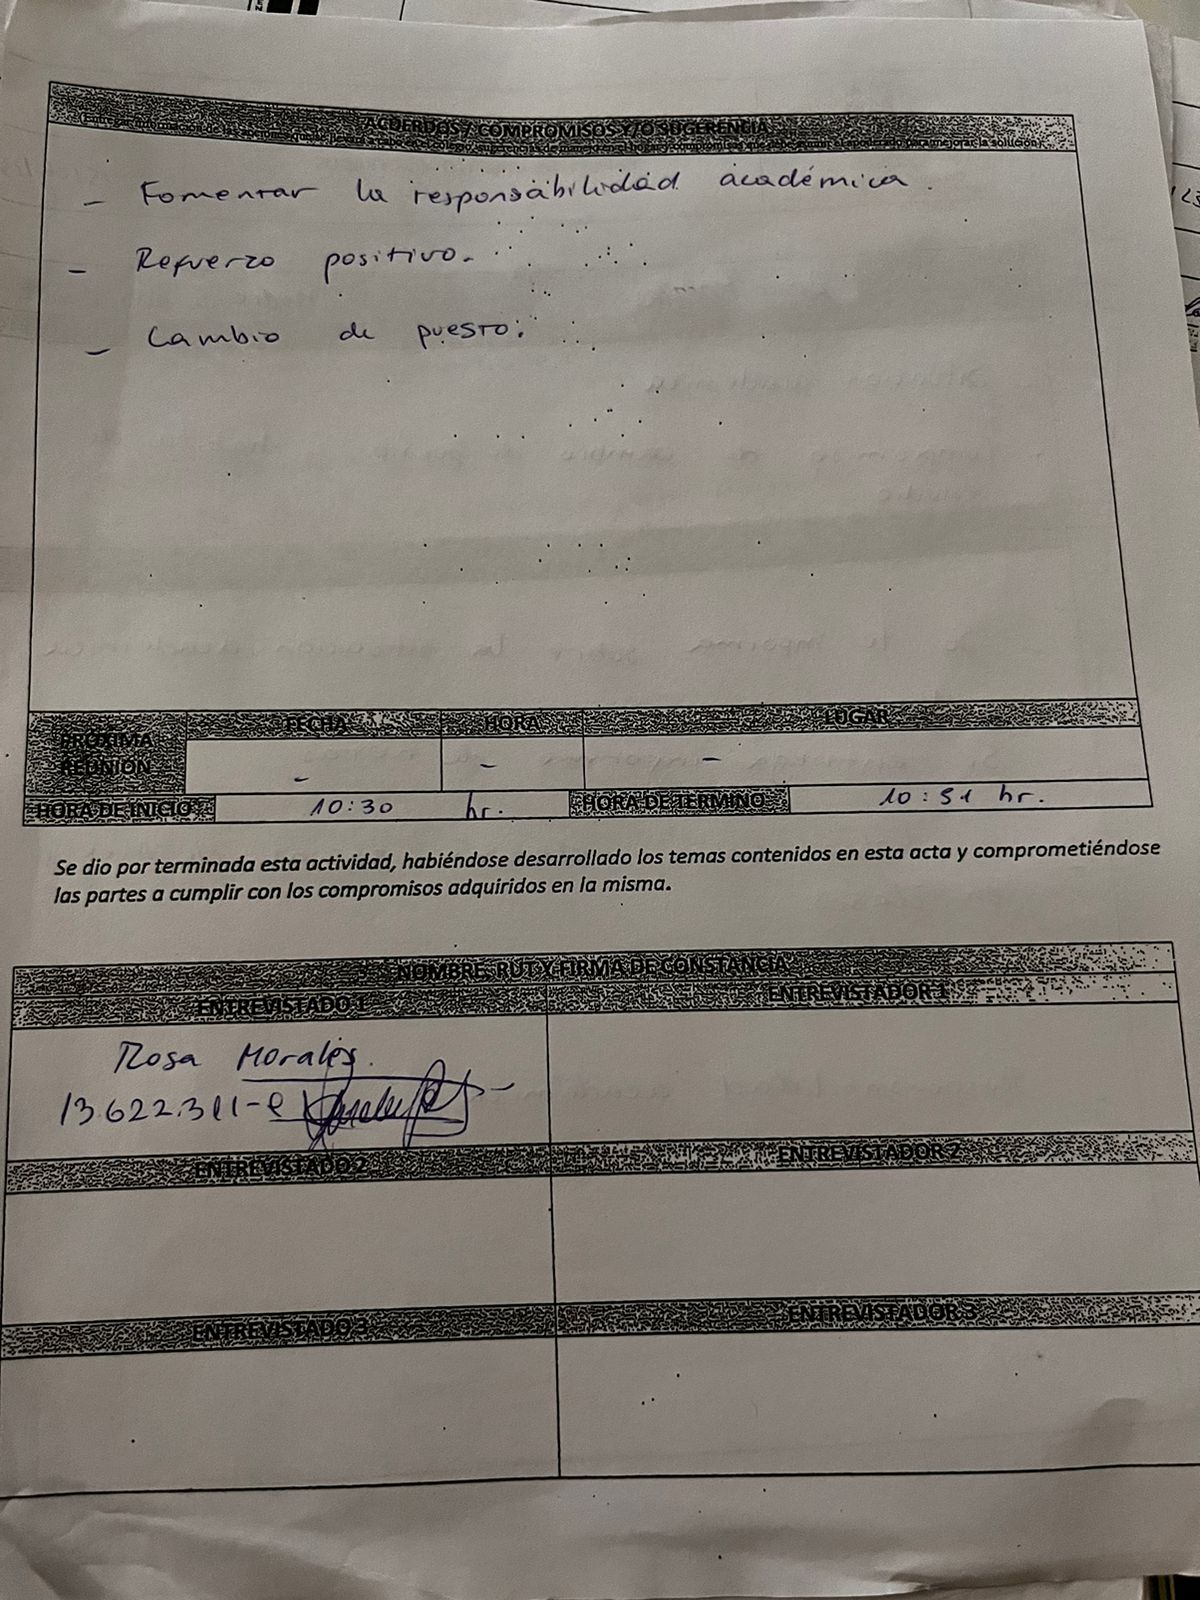 ACUERDOS / COMPROMISOS Y/O SUGERENCIA
- Fomentar la responsabilidad académica.
- Refuerzo positivo.
- Cambio de puesto.
PRÓXIMA REUNIÓN
FECHA HORA LUGAR
- - -
HORA DE INICIO 10:30 hr. HORA DE TERMINO 10:51 hr.
Se dio por terminada esta actividad, habiéndose desarrollado los temas contenidos en esta acta y comprometiéndose
las partes a cumplir con los compromisos adquiridos en la misma.
NOMBRE, RUT Y FIRMA DE CONSTANCIA
ENTREVISTADO 1 ENTREVISTADOR 1
Rosa Morales.
13.622.311-
ENTREVISTADO 2 ENTREVISTADOR 2
ENTREVISTADO 3 ENTREVISTADOR 3